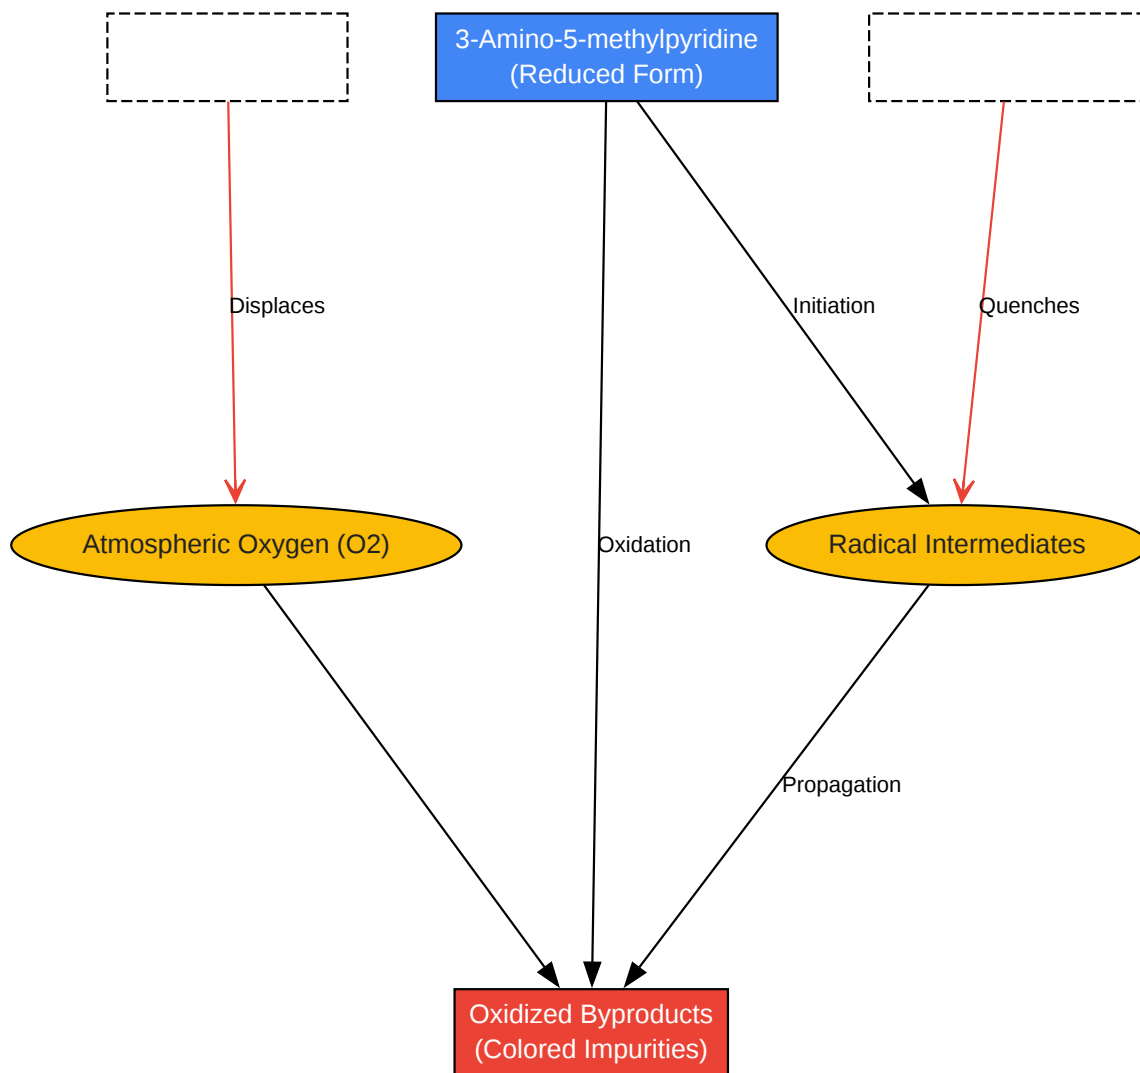 3-Amino-5-methylpyridine
(Reduced Form)
Displaces
Initiation
Quenches
Atmospheric Oxygen (O2)
Oxidation
Radical Intermediates
Propagation
Oxidized Byproducts
(Colored Impurities)